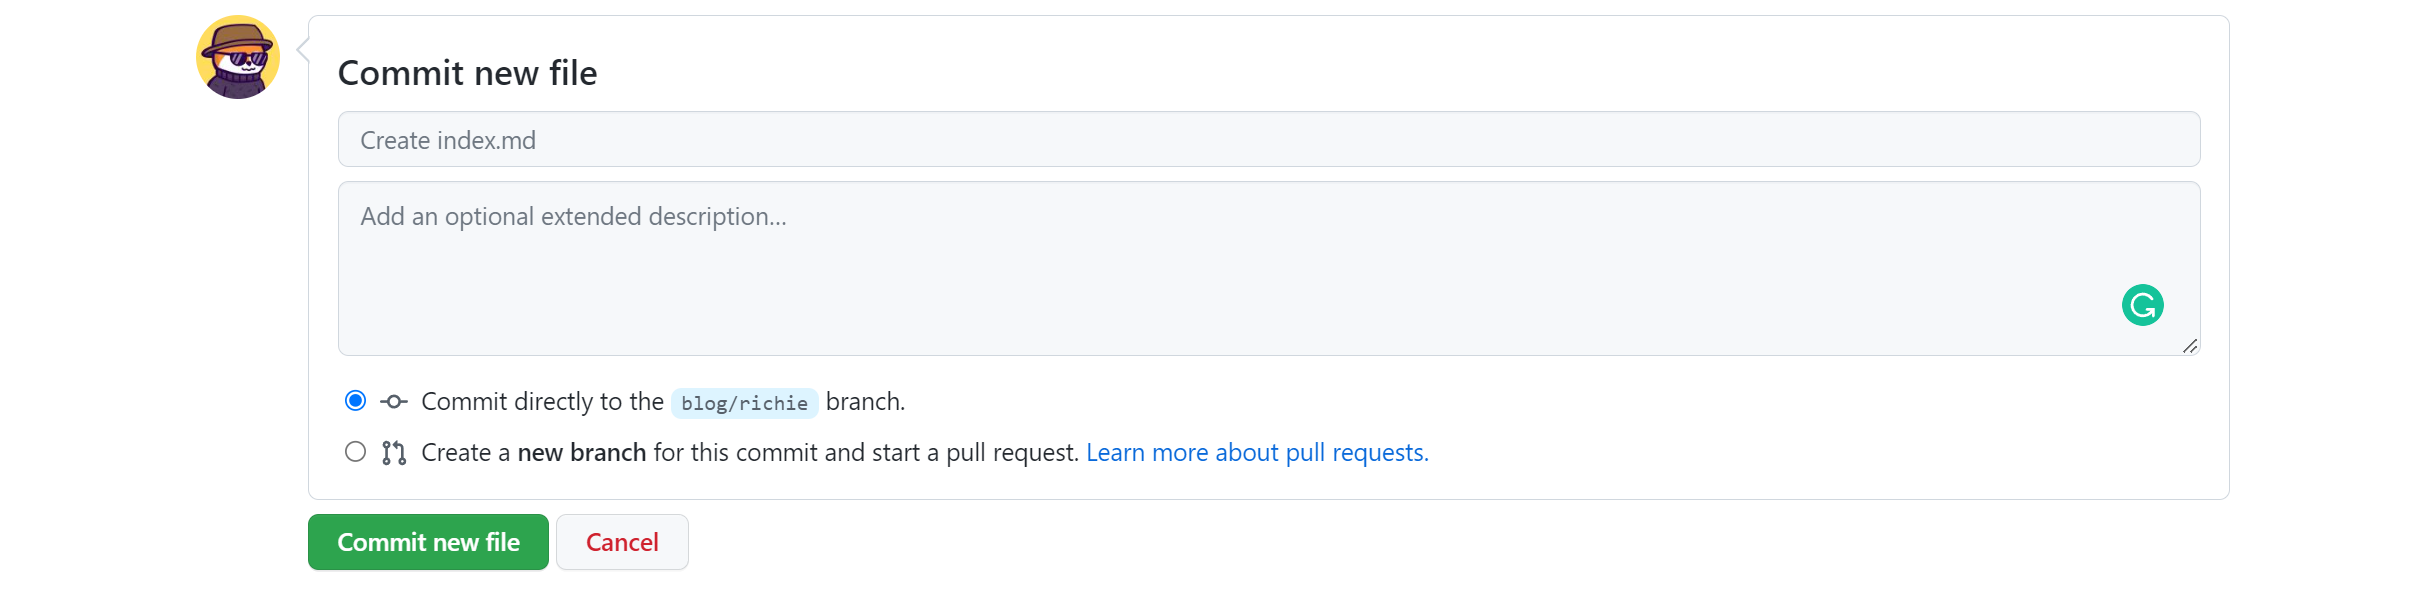 Commit new file
Create index.md
Add an optional extended description...
Commit directly to the blog/richie branch.
Create a new branch for this commit and start a pull request. Learn more about pull requests.
Commit new file Cancel